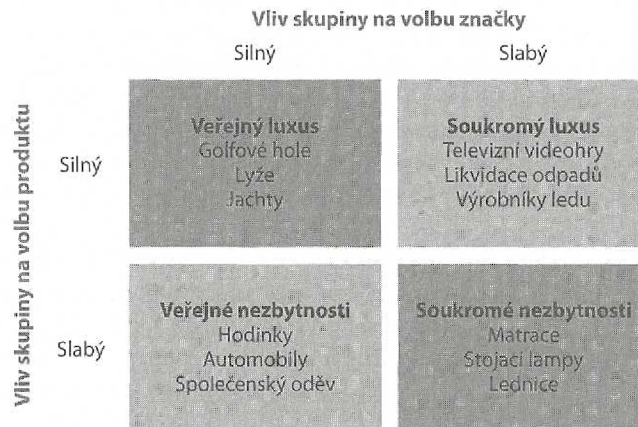 Vliv skupiny na volbu značky
Silný
Slabý
Vliv skupiny na volbu produktu
Silný
Veřejný luxus
Golfové hole
Lyže
Jachty
Soukromý luxus
Televizní videohry
Likvidace odpadů
Výrobníky ledu
Slabý
Veřejné nezbytnosti
Hodinky
Automobily
Společenský oděv
Soukromé nezbytnosti
Matrace
Stojací lampy
Lednice